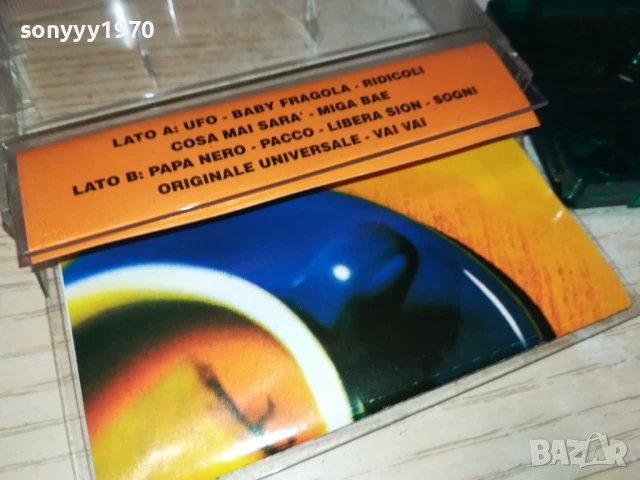 sonyyy1970
LATO A: UFO - BABY FRAGOLA - RIDICOLI
COSA MAI SARA' - MIGA BAE
LATO B: PAPA NERO - PACCO - LIBERA SION - SOGNI
ORIGINALE UNIVERSALE - VAI VAI
BAZAR